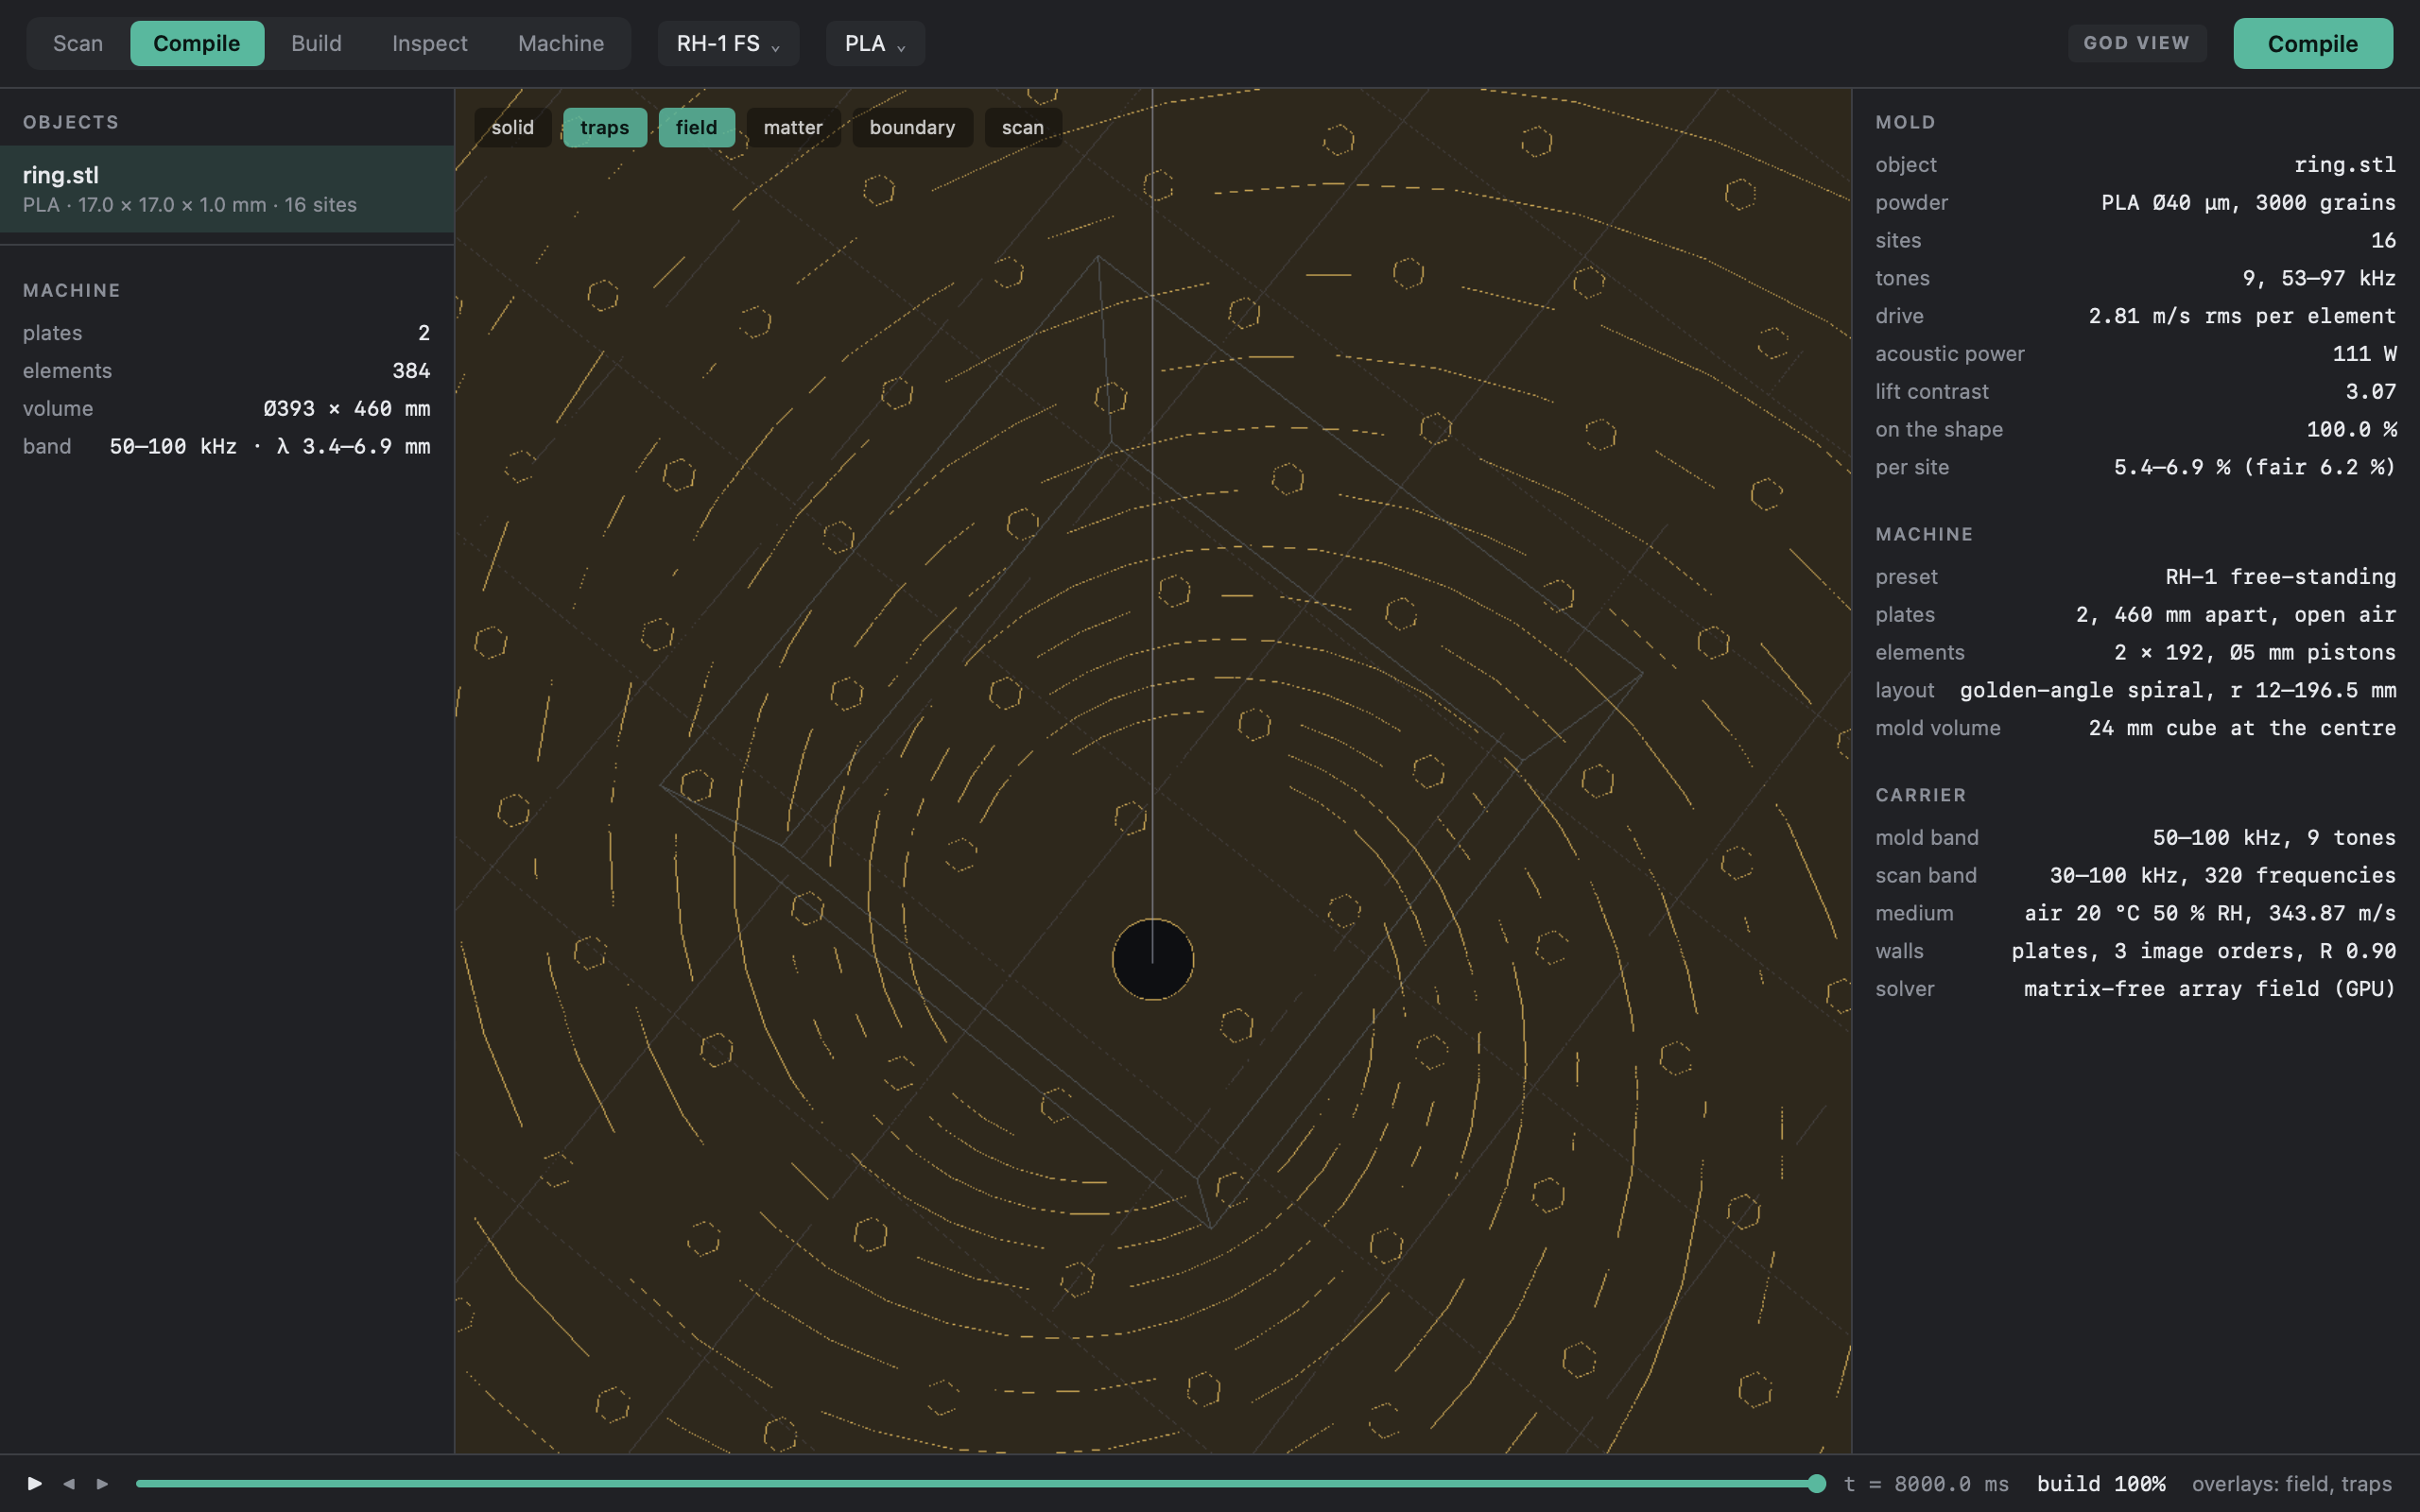 Scan Compile Build Inspect Machine RH-1 FS PLA GOD VIEW Compile
OBJECTS
ring.stl
PLA · 17.0 × 17.0 × 1.0 mm · 16 sites
MACHINE
plates 2
elements 384
volume Ø393 × 460 mm
band 50–100 kHz · λ 3.4–6.9 mm
solid traps field matter boundary scan
MOLD
object ring.stl
powder PLA Ø40 µm, 3000 grains
sites 16
tones 9, 53–97 kHz
drive 2.81 m/s rms per element
acoustic power 111 W
lift contrast 3.07
on the shape 100.0 %
per site 5.4–6.9 % (fair 6.2 %)
MACHINE
preset RH-1 free-standing
plates 2, 460 mm apart, open air
elements 2 × 192, Ø5 mm pistons
layout golden-angle spiral, r 12–196.5 mm
mold volume 24 mm cube at the centre
CARRIER
mold band 50–100 kHz, 9 tones
scan band 30–100 kHz, 320 frequencies
medium air 20 °C 50 % RH, 343.87 m/s
walls plates, 3 image orders, R 0.90
solver matrix-free array field (GPU)
t = 8000.0 ms build 100% overlays: field, traps